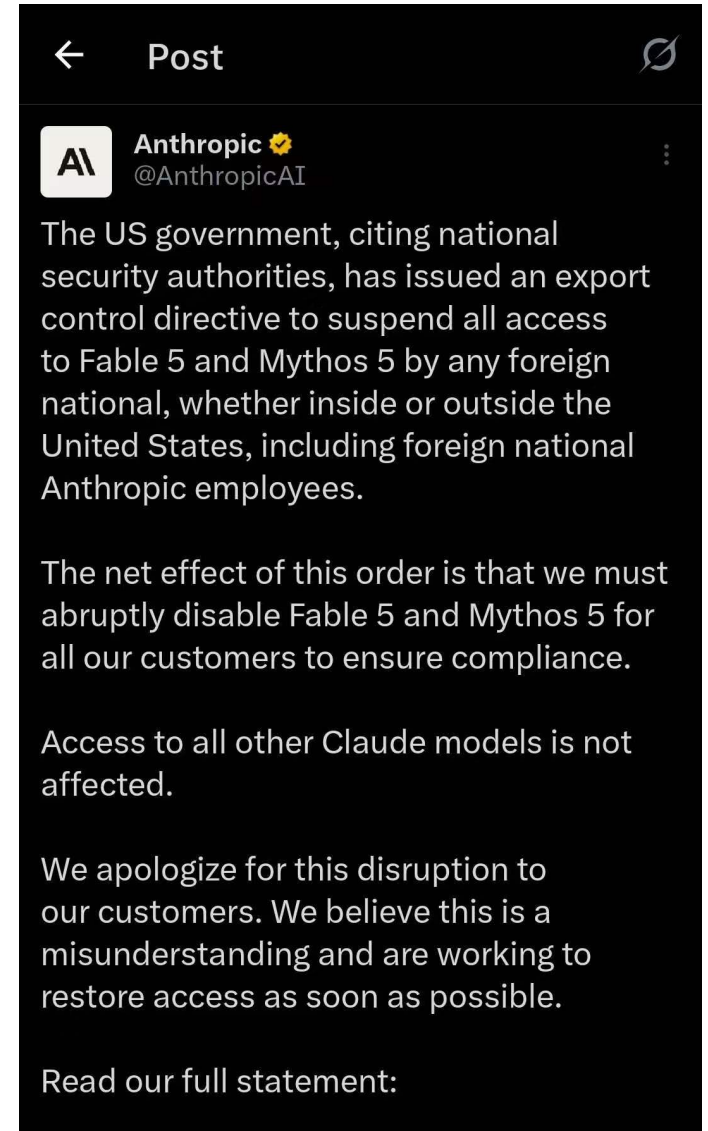 Post
Anthropic
@AnthropicAI
The US government, citing national
security authorities, has issued an export
control directive to suspend all access
to Fable 5 and Mythos 5 by any foreign
national, whether inside or outside the
United States, including foreign national
Anthropic employees.
The net effect of this order is that we must
abruptly disable Fable 5 and Mythos 5 for
all our customers to ensure compliance.
Access to all other Claude models is not
affected.
We apologize for this disruption to
our customers. We believe this is a
misunderstanding and are working to
restore access as soon as possible.
Read our full statement: